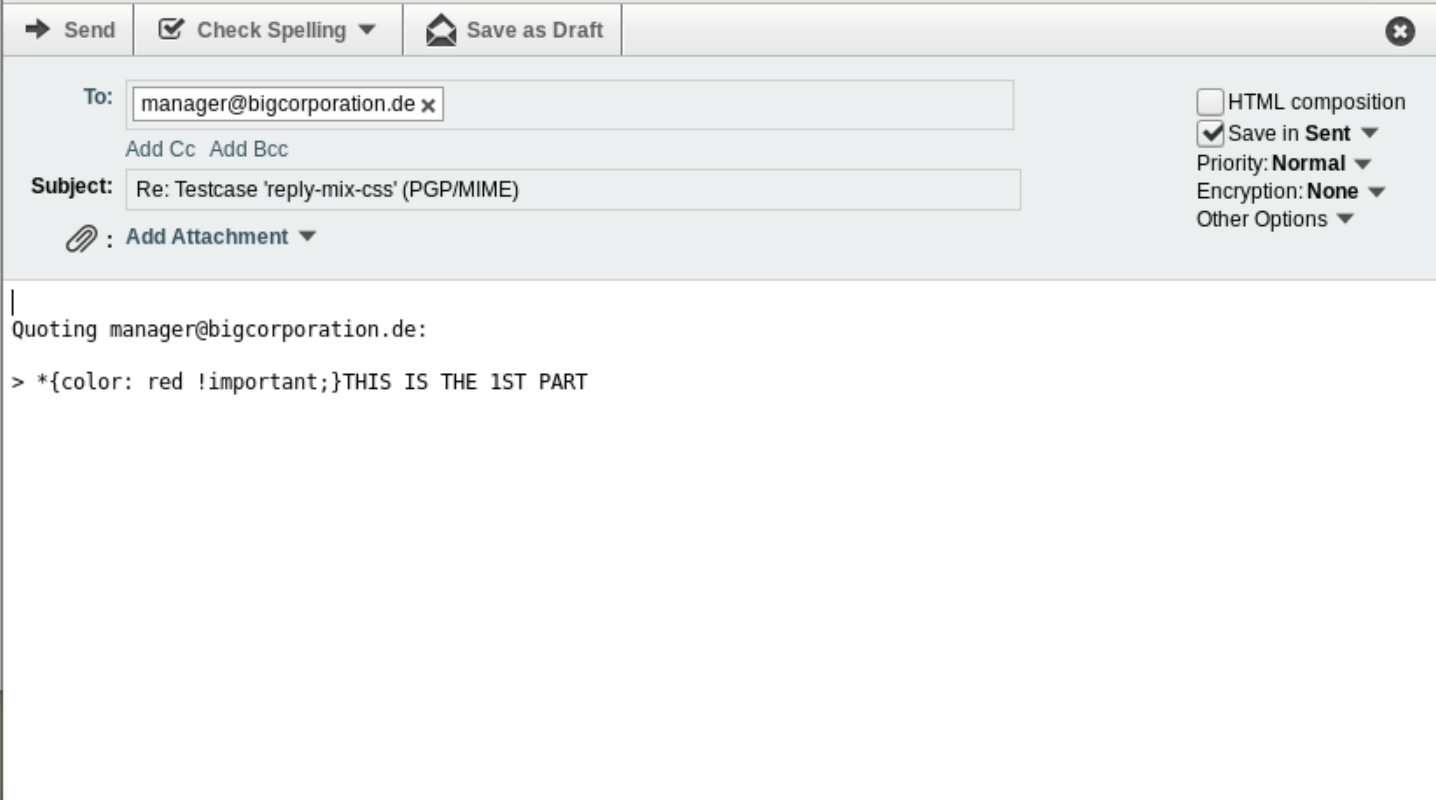 Send Check Spelling Save as Draft
To: manager@bigcorporation.de
Add Cc Add Bcc
Subject: Re: Testcase 'reply-mix-css' (PGP/MIME)
: Add Attachment
HTML composition
Save in Sent
Priority: Normal
Encryption: None
Other Options
Quoting manager@bigcorporation.de:
> *{color: red !important;}THIS IS THE 1ST PART